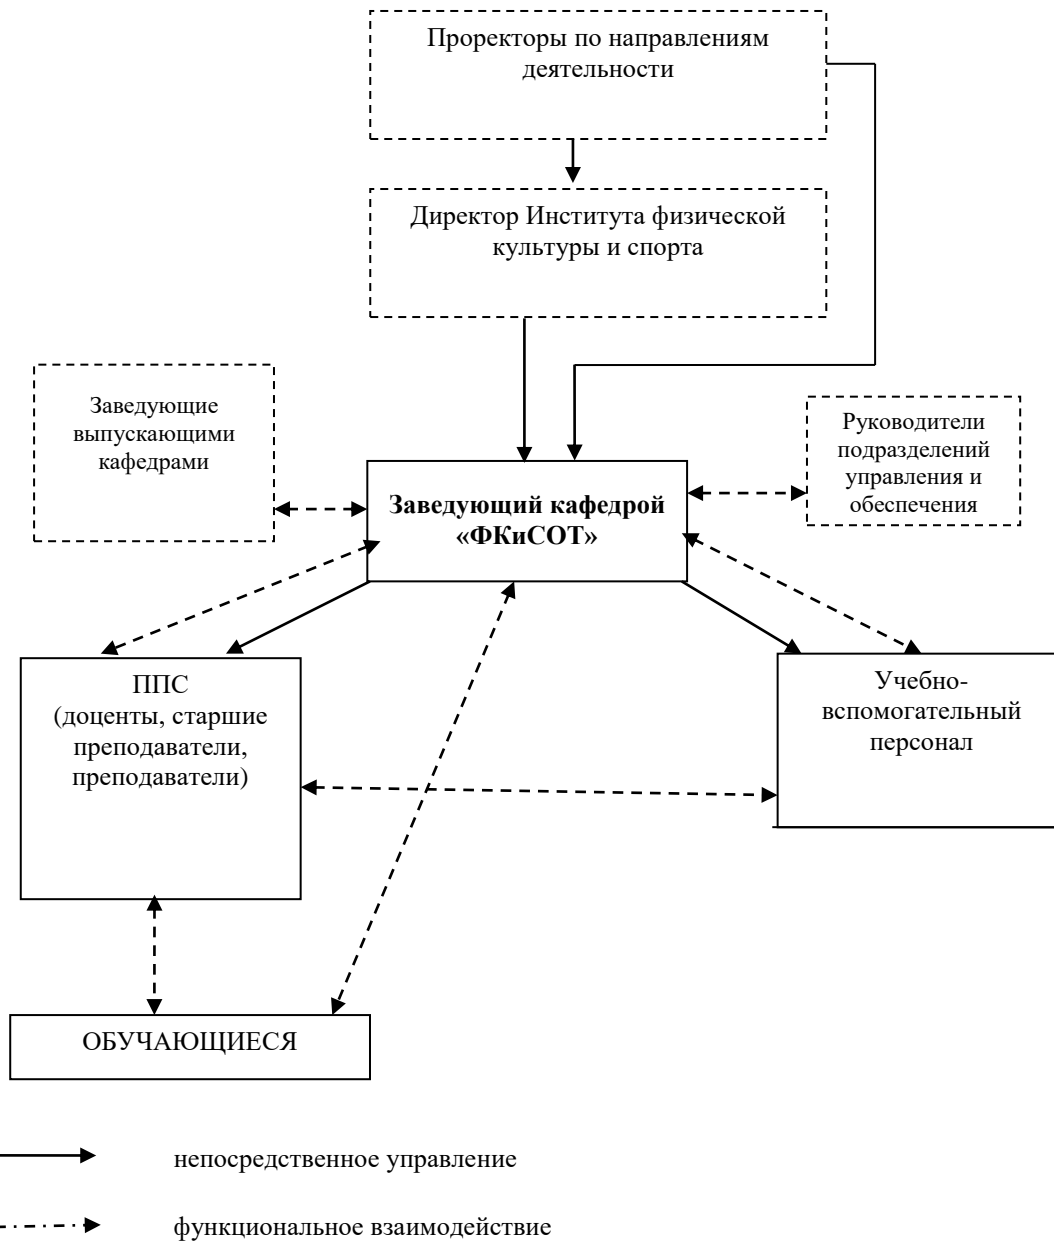 Проректоры по направлениям
деятельности
Директор Института физической
культуры и спорта
Заведующие
выпускающими
кафедрами
Руководители
подразделений
управления и
обеспечения
Заведующий кафедрой
«ФКиСОТ»
ППС
(доценты, старшие
преподаватели,
преподаватели)
Учебно-
вспомогательный
персонал
ОБУЧАЮЩИЕСЯ
непосредственное управление
функциональное взаимодействие